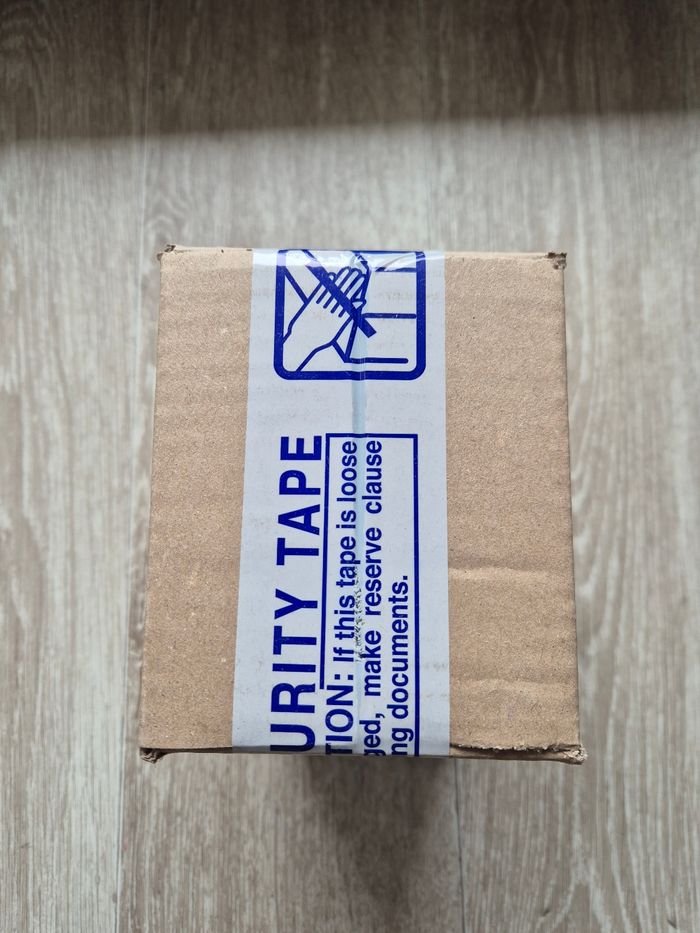 URITY TAPE
TION: If this tape is loose
ged, make reserve clause
ng documents.